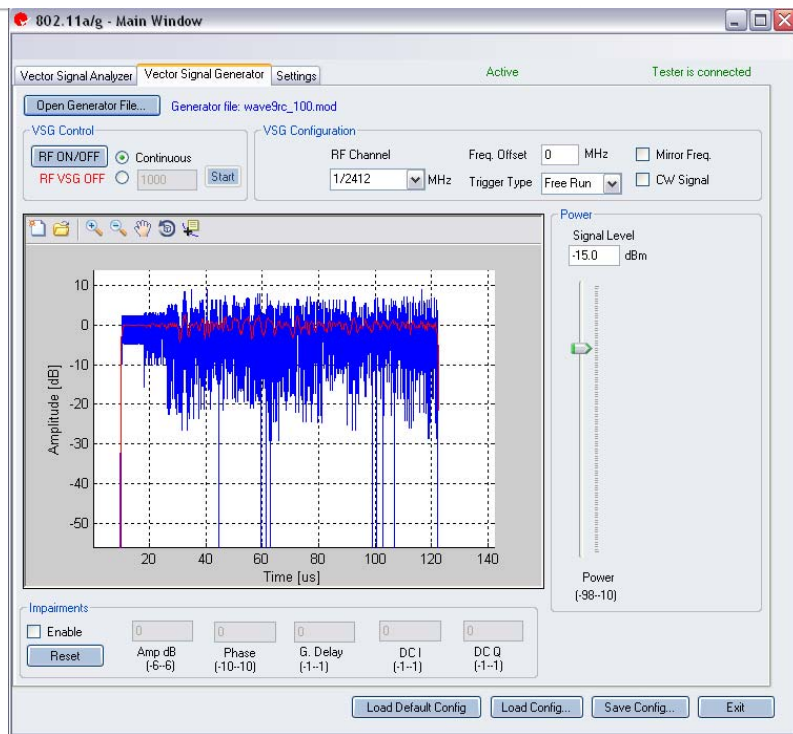 802.11a/g - Main Window
Vector Signal Analyzer Vector Signal Generator Settings Active Tester is connected
Open Generator File... Generator file: wave9rc_100.mod
VSG Control VSG Configuration
RF ON/OFF Continuous RF Channel Freq. Offset 0 MHz Mirror Freq.
RF VSG OFF 1000 Start 1/2412 MHz Trigger Type Free Run CW Signal
Power
Signal Level
-15.0 dBm
10
0
-10
-20
-30
-40
-50
Amplitude [dB]
20 40 60 80 100 120 140
Time [us]
Power
(-98--10)
Impairments
Enable 0 0 0 0 0
Reset Amp dB Phase G. Delay DC I DC Q
(-6--6) (-10--10) (-1--1) (-1--1) (-1--1)
Load Default Config Load Config... Save Config... Exit